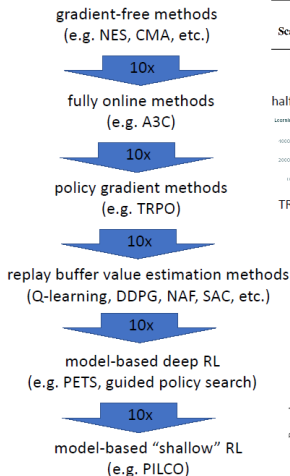 gradient-free methods
(e.g. NES, CMA, etc.)
10x
fully online methods
(e.g. A3C)
10x
policy gradient methods
(e.g. TRPO)
10x
replay buffer value estimation methods
(Q-learning, DDPG, NAF, SAC, etc.)
10x
model-based deep RL
(e.g. PETS, guided policy search)
10x
model-based “shallow” RL
(e.g. PILCO)
half
TR